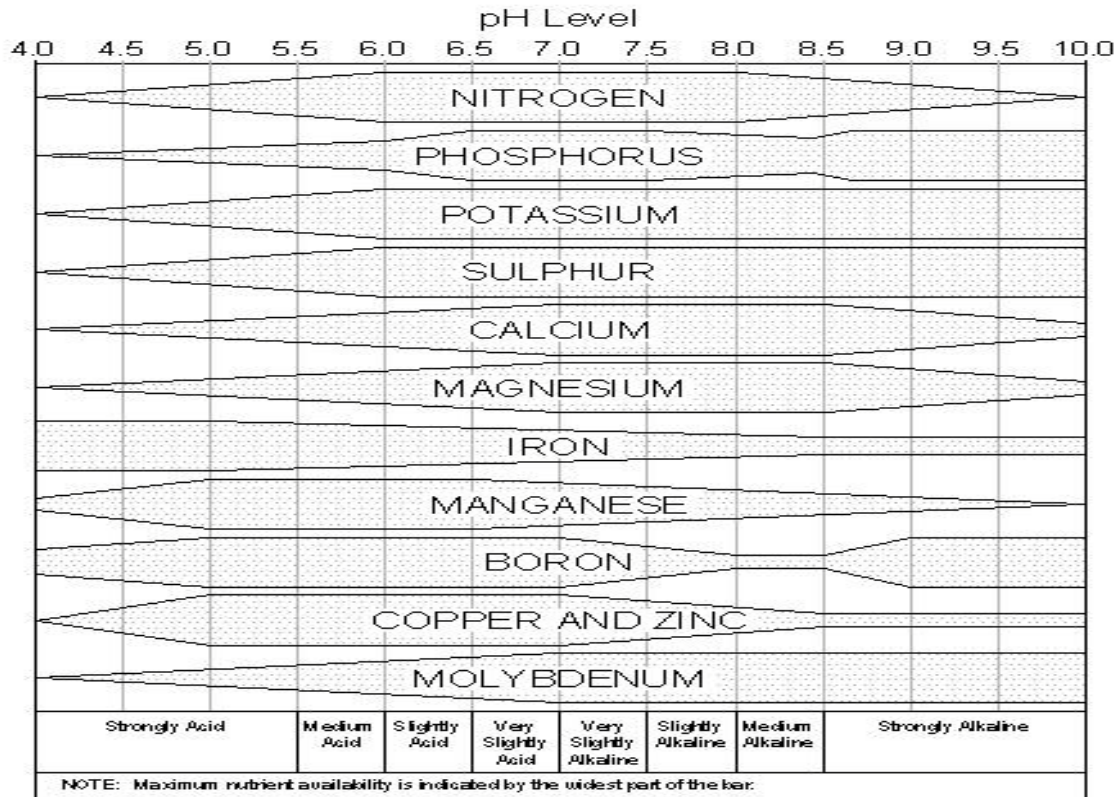 pH Level
4.0 4.5 5.0 5.5 6.0 6.5 7.0 7.5 8.0 8.5 9.0 9.5 10.0
NITROGEN
PHOSPHORUS
POTASSIUM
SULPHUR
CALCIUM
MAGNESIUM
IRON
MANGANESE
BORON
COPPER AND ZINC
MOLYBDENUM
Strongly Acid
Medium
Acid
Slightly
Acid
Very
Slightly
Acid
Very
Slightly
Alkaline
Slightly
Alkaline
Medium
Alkaline
Strongly Alkaline
NOTE: Maximum nutrient availability is indicated by the widest part of the bar.